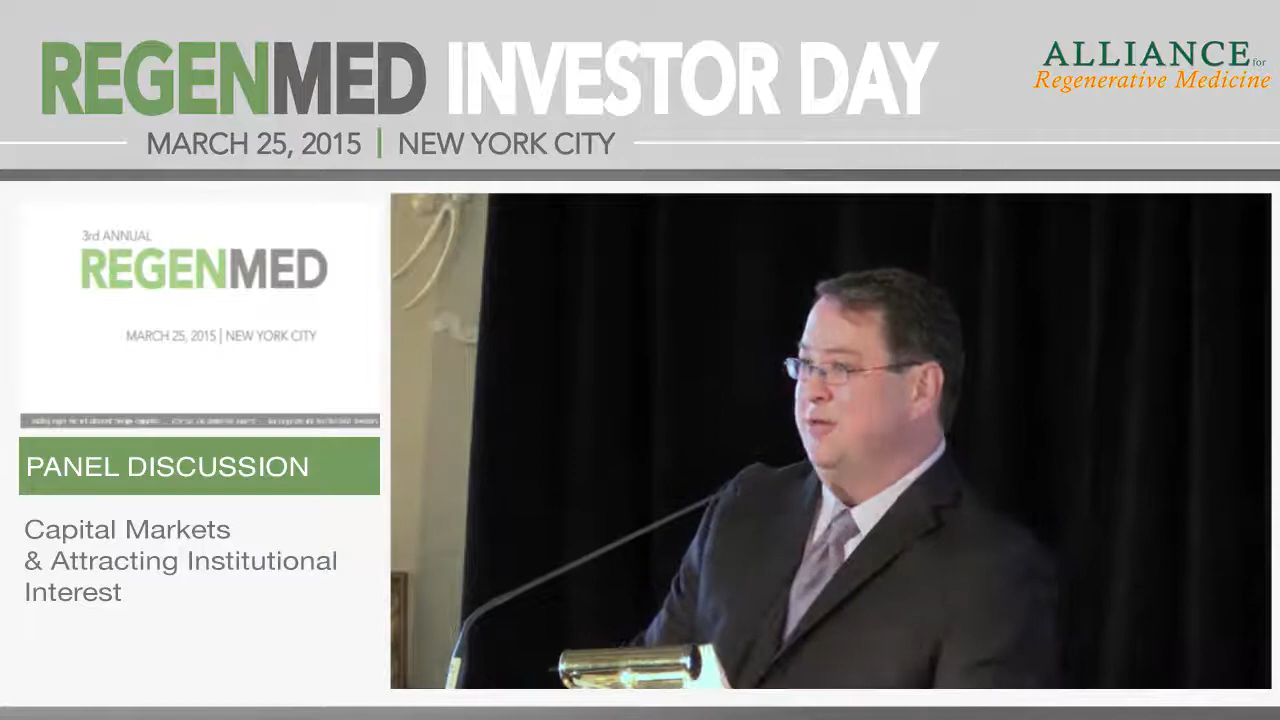 REGENMED INVESTOR DAY
MARCH 25, 2015 | NEW YORK CITY
ALLIANCE for
Regenerative Medicine
3rd ANNUAL
REGENMED
MARCH 25, 2015 | NEW YORK CITY
PANEL DISCUSSION
Capital Markets
& Attracting Institutional
Interest